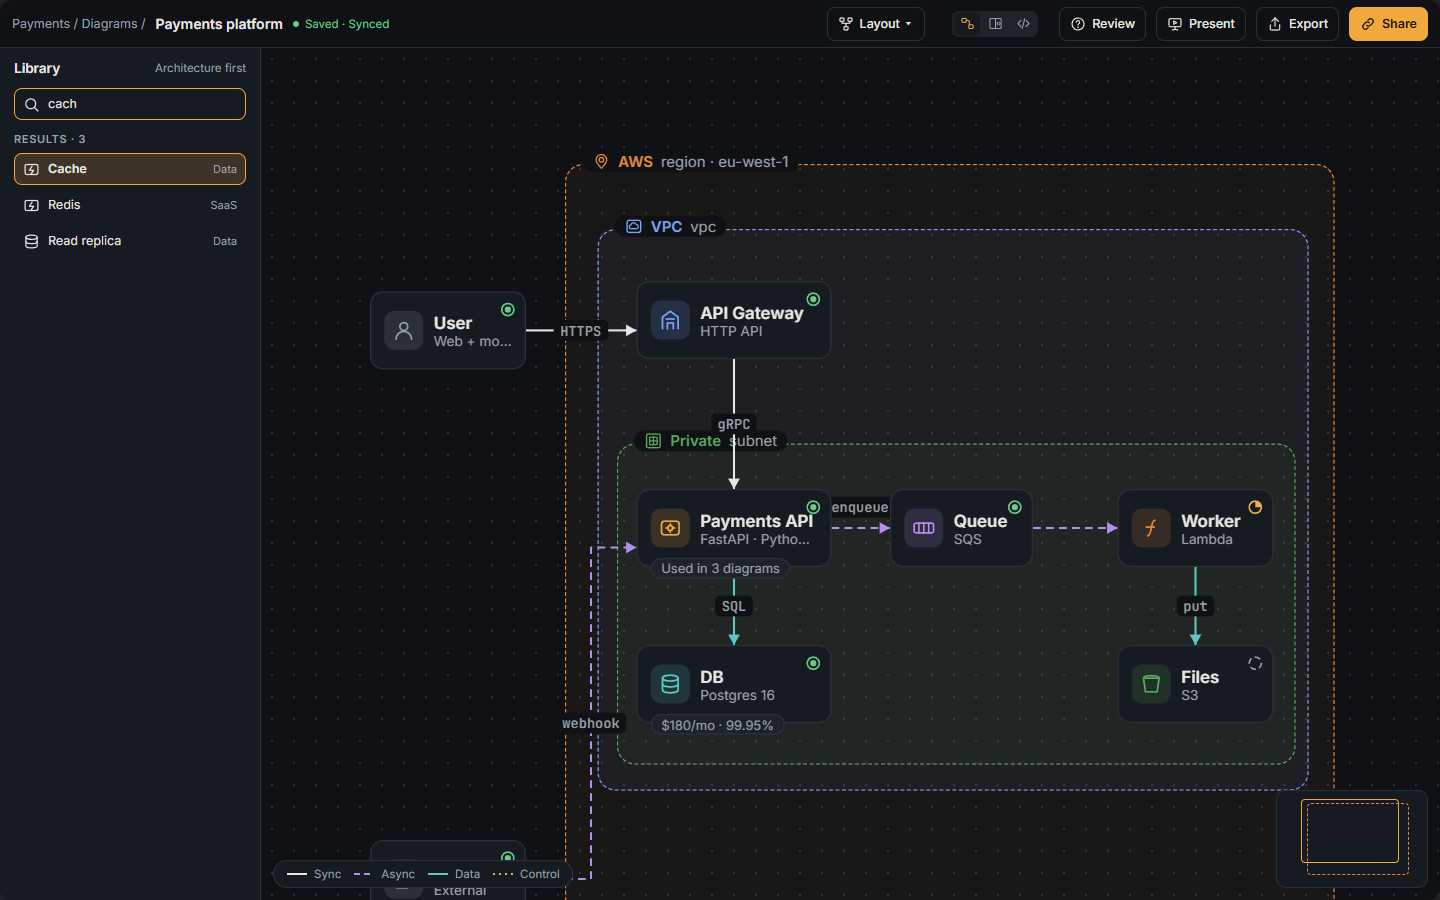 Payments / Diagrams / Payments platform Saved · Synced
Layout
Review
Present
Export
Share
Library
Architecture first
cach
RESULTS · 3
Cache Data
Redis SaaS
Read replica Data
AWS region · eu-west-1
VPC vpc
User
Web + mo...
HTTPS
API Gateway
HTTP API
gRPC
Private subnet
Payments API
FastAPI · Pytho...
Used in 3 diagrams
enqueue
Queue
SQS
Worker
Lambda
SQL
put
DB
Postgres 16
$180/mo · 99.95%
Files
S3
webhook
External
Sync Async Data Control